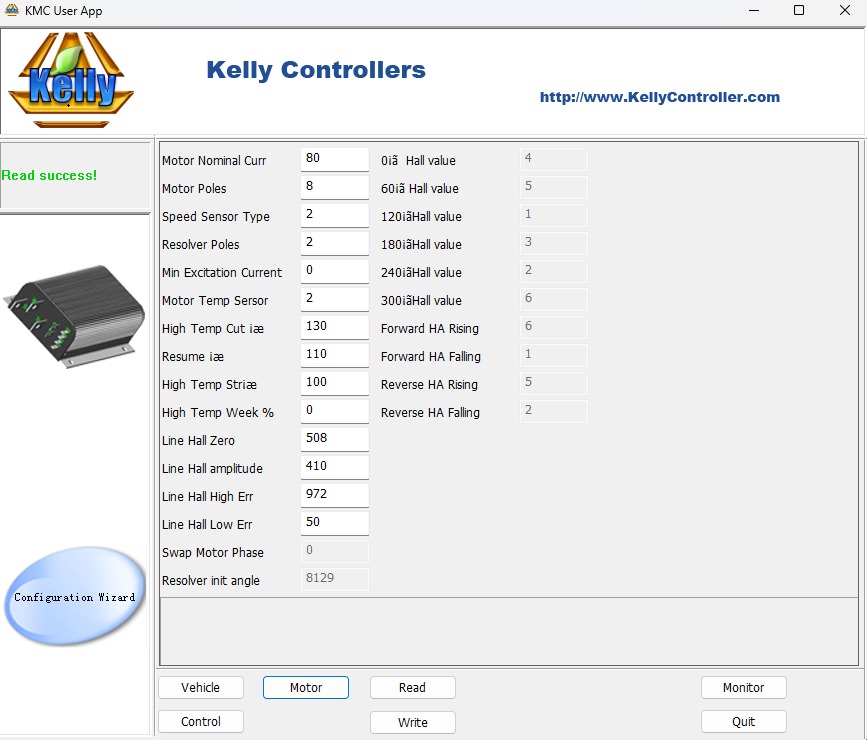 KMC User App
Kelly
Kelly Controllers
http://www.KellyController.com
Read success!
Motor Nominal Curr 80 0iã Hall value 4
Motor Poles 8 60iã Hall value 5
Speed Sensor Type 2 120iãHall value 1
Resolver Poles 2 180iãHall value 3
Min Excitation Current 0 240iãHall value 2
Motor Temp Sersor 2 300iãHall value 6
High Temp Cut iæ 130 Forward HA Rising 6
Resume iæ 110 Forward HA Falling 1
High Temp Striæ 100 Reverse HA Rising 5
High Temp Week % 0 Reverse HA Falling 2
Line Hall Zero 508
Line Hall amplitude 410
Line Hall High Err 972
Line Hall Low Err 50
Swap Motor Phase 0
Resolver init angle 8129
Configuration Wizard
Vehicle Motor Read Monitor
Control Write Quit